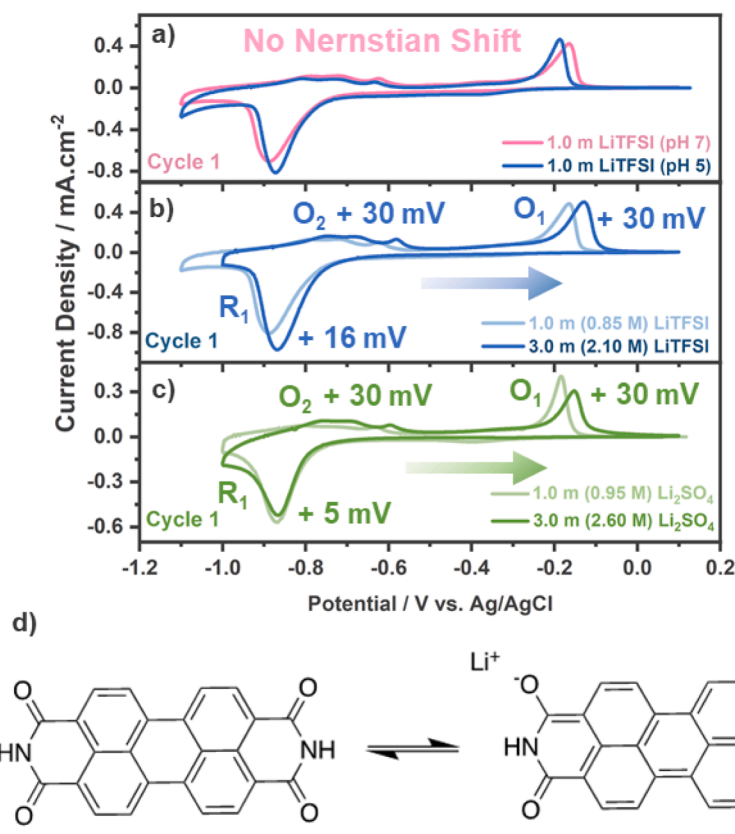 a)
No Nernstian Shift
0.4
0.0
-0.4
-0.8
Cycle 1
1.0 m LiTFSI (pH 7)
1.0 m LiTFSI (pH 5)
b)
O₂ + 30 mV
O₁
+ 30 mV
0.4
0.0
-0.4
-0.8
R₁
+ 16 mV
Cycle 1
1.0 m (0.85 M) LiTFSI
3.0 m (2.10 M) LiTFSI
c)
O₂ + 30 mV
O₁
+ 30 mV
0.3
0.0
-0.3
-0.6
R₁
+ 5 mV
Cycle 1
1.0 m (0.95 M) Li₂SO₄
3.0 m (2.60 M) Li₂SO₄
Current Density / mA.cm⁻²
-1.2 -1.0 -0.8 -0.6 -0.4 -0.2 0.0 0.2
Potential / V vs. Ag/AgCl
d)
O
O
HN
NH
O
O
Li⁺
⁻O
HN
O